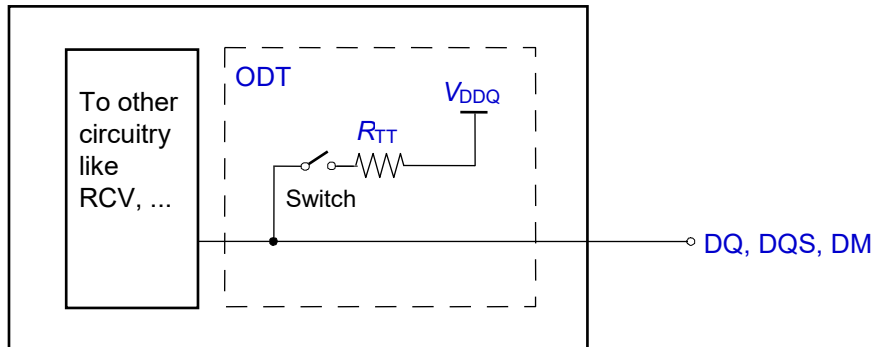 To other
circuitry
like
RCV, ...
ODT
VDDQ
RTT
Switch
DQ, DQS, DM